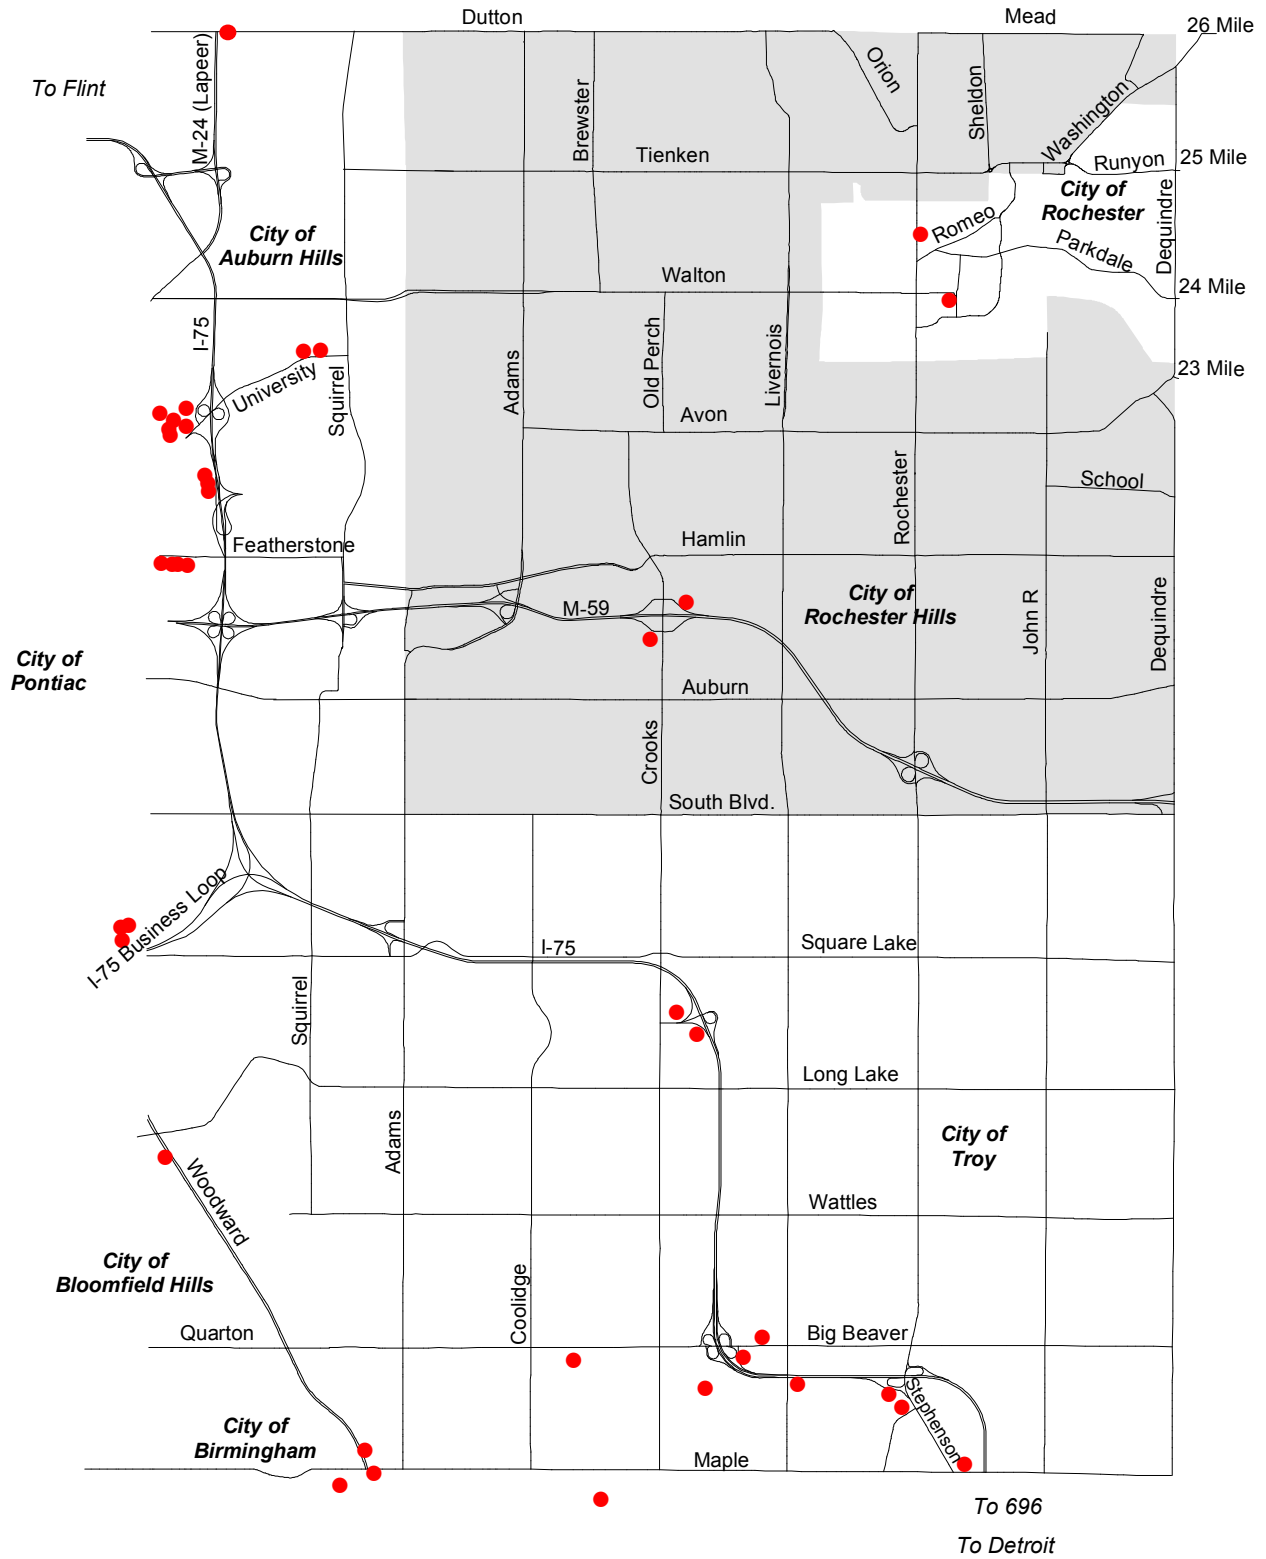 Dutton
Mead
26 Mile
To Flint
M-24 (Lapeer)
Orion
Brewster
Sheldon
Washington
Tienken
Runyon
25 Mile
City of
Rochester
Dequindre
City of
Auburn Hills
Romeo
Parkdale
Walton
24 Mile
I-75
Old Perch
Livernois
Adams
University
Squirrel
23 Mile
Avon
Rochester
School
Featherstone
Hamlin
M-59
City of
Rochester Hills
John R
Dequindre
City of
Pontiac
Auburn
Crooks
South Blvd.
I-75 Business Loop
I-75
Square Lake
Squirrel
Long Lake
Adams
City of
Troy
Woodward
Wattles
City of
Bloomfield Hills
Coolidge
Quarton
Big Beaver
Stephenson
City of
Birmingham
Maple
To 696
To Detroit